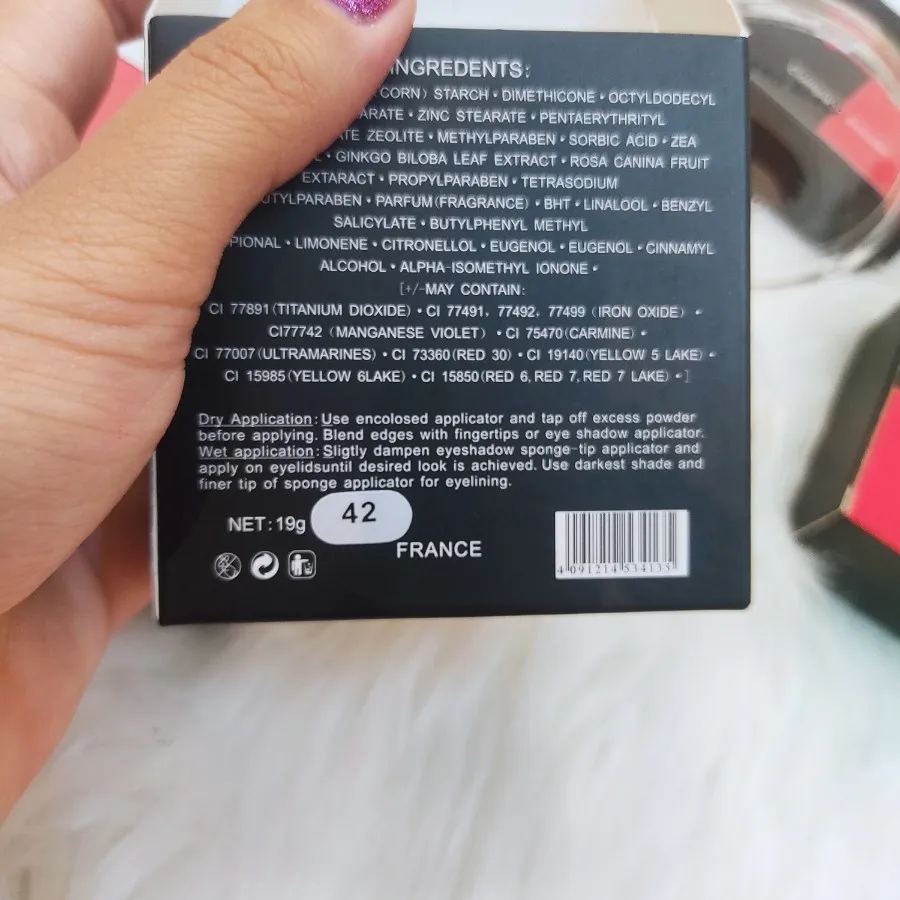 INGREDENTS:
CORN) STARCH • DIMETHICONE • OCTYLDODECYL
• ZINC STEARATE • PENTAERYTHRITYL
ZEOLITE • METHYLPARABEN • SORBIC ACID • ZEA
• GINKGO BILOBA LEAF EXTRACT • ROSA CANINA FRUIT
EXTARACT • PROPYLPARABEN • TETRASODIUM
• PARFUM(FRAGRANCE) • BHT • LINALOOL • BENZYL
SALICYLATE • BUTYLPHENYL METHYL
• LIMONENE • CITRONELLOL • EUGENOL • EUGENOL • CINNAMYL
ALCOHOL • ALPHA-ISOMETHYL IONONE •
[+/-MAY CONTAIN:
CI 77891(TITANIUM DIOXIDE) • CI 77491, 77492, 77499 (IRON OXIDE) •
CI77742 (MANGANESE VIOLET) • CI 75470(CARMINE) •
CI 77007(ULTRAMARINES) • CI 73360(RED 30) • CI 19140(YELLOW 5 LAKE) •
CI 15985(YELLOW 6LAKE) • CI 15850(RED 6, RED 7, RED 7 LAKE) •]
Dry Application: Use encolosed applicator and tap off excess powder
before applying. Blend edges with fingertips or eye shadow applicator.
Wet application: Sligtly dampen eyeshadow sponge-tip applicator and
apply on eyelidsuntil desired look is achieved. Use darkest shade and
finer tip of sponge applicator for eyelining.
NET: 19g
42
FRANCE
4 091214 534135